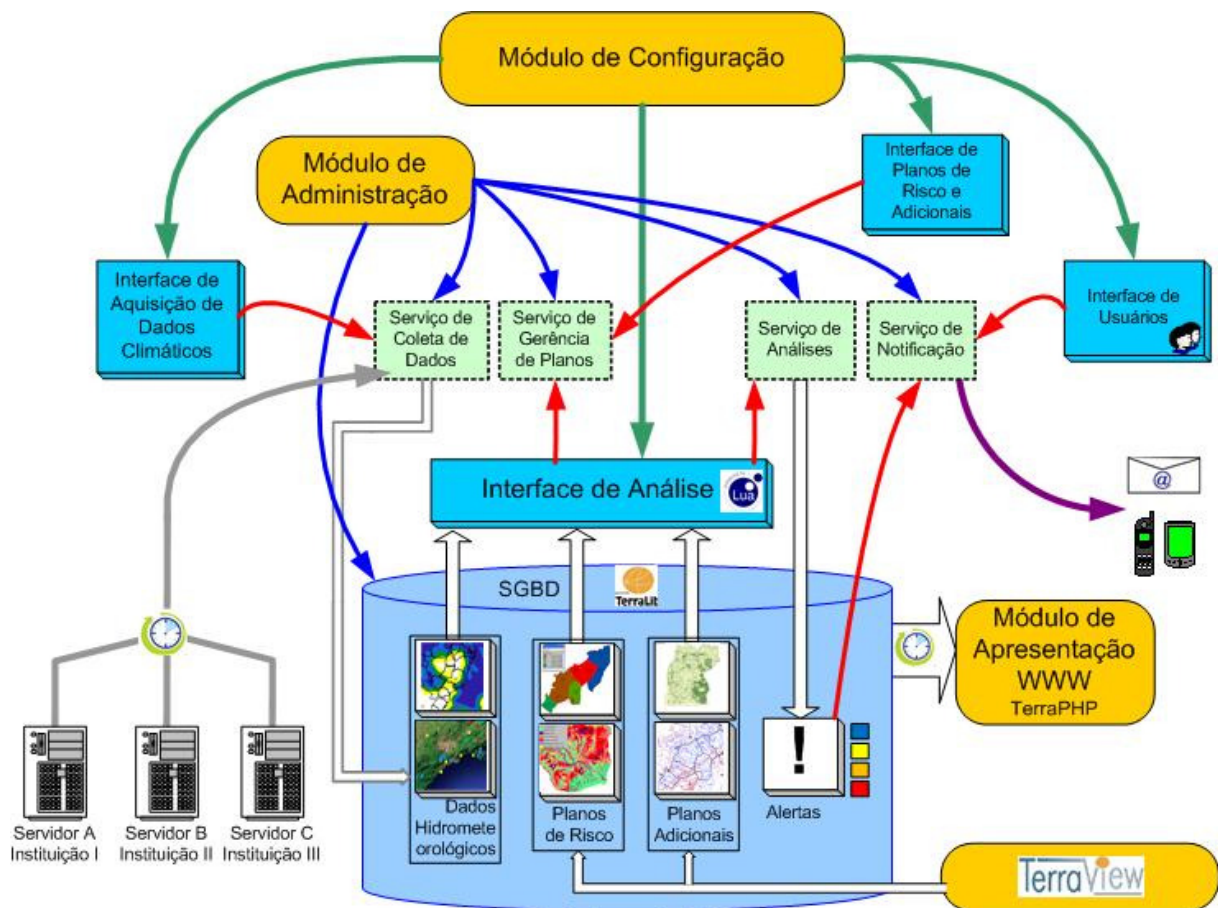 Módulo de Configuração
Módulo de
Administração
Interface de
Planos de
Risco e
Adicionais
Interface de
Aquisição de
Dados
Climáticos
Serviço de
Coleta de
Dados
Serviço de
Gerência
de Planos
Serviço de
Análises
Serviço de
Notificação
Interface de
Usuários
Interface de Análise
Lua
@
SGBD
TerraLib
Módulo de
Apresentação
WWW
TerraPHP
!
Dados
Hidromete
orológicos
Planos
de Risco
Planos
Adicionais
Alertas
Servidor A
Instituição I
Servidor B
Instituição II
Servidor C
Instituição III
TerraView